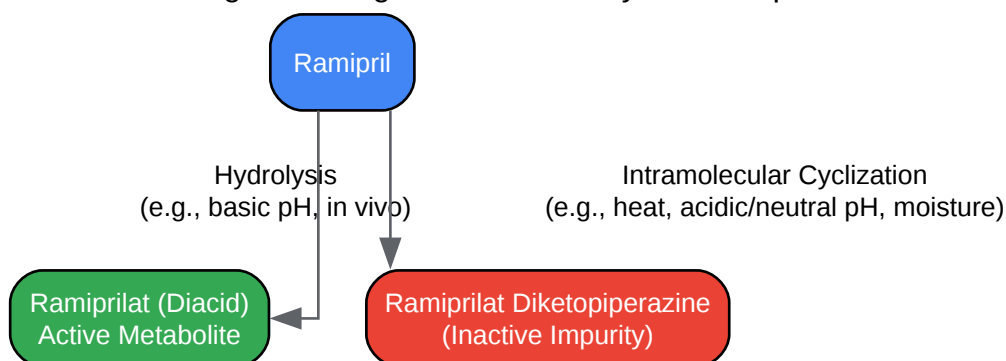 Ramipril
Hydrolysis
(e.g., basic pH, in vivo)
Intramolecular Cyclization
(e.g., heat, acidic/neutral pH, moisture)
Ramiprilat (Diacid)
Active Metabolite
Ramiprilat Diketopiperazine
(Inactive Impurity)